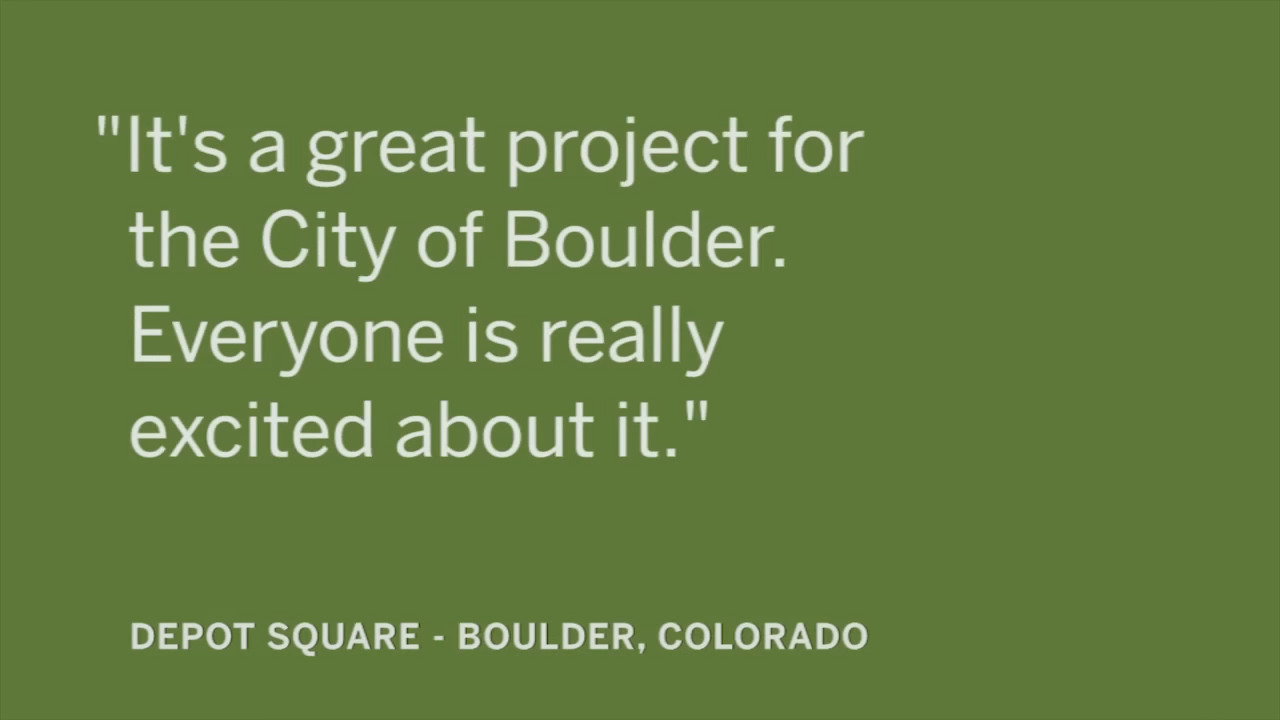 "It's a great project for
the City of Boulder.
Everyone is really
excited about it."
DEPOT SQUARE - BOULDER, COLORADO